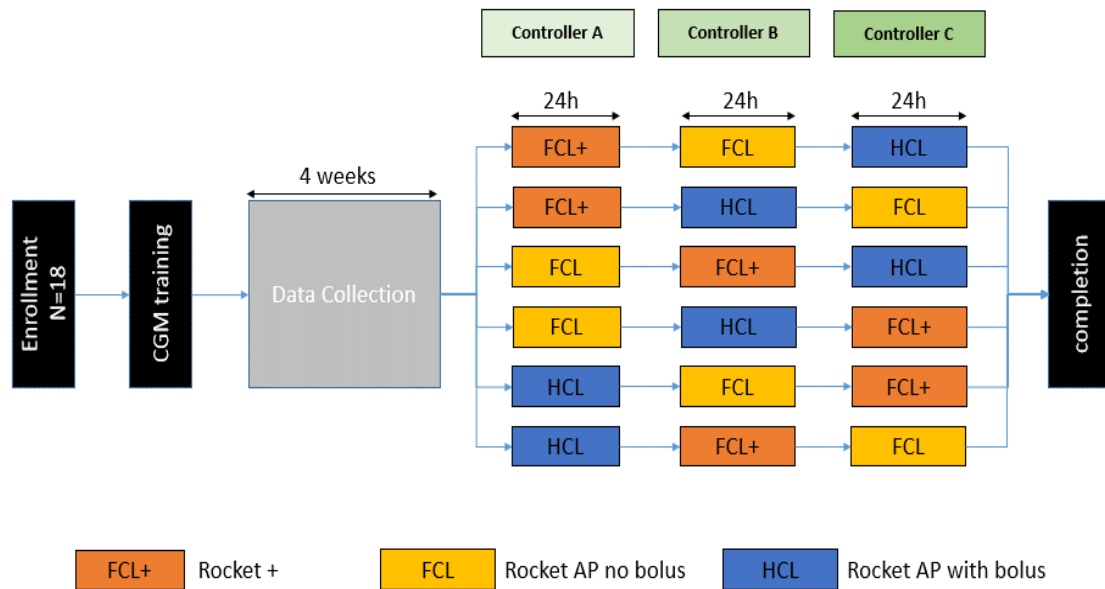 Controller A
Controller B
Controller C
24h
24h
24h
FCL+
FCL
HCL
4 weeks
FCL+
HCL
FCL
Enrollment
N=18
CGM training
Data Collection
FCL
FCL+
HCL
completion
FCL
HCL
FCL+
HCL
FCL
FCL+
HCL
FCL+
FCL
FCL+ Rocket +
FCL Rocket AP no bolus
HCL Rocket AP with bolus